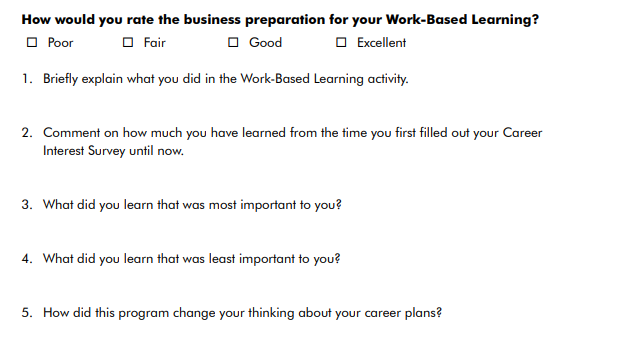 How would you rate the business preparation for your Work-Based Learning?
☐ Poor ☐ Fair ☐ Good ☐ Excellent
1. Briefly explain what you did in the Work-Based Learning activity.
2. Comment on how much you have learned from the time you first filled out your Career
Interest Survey until now.
3. What did you learn that was most important to you?
4. What did you learn that was least important to you?
5. How did this program change your thinking about your career plans?